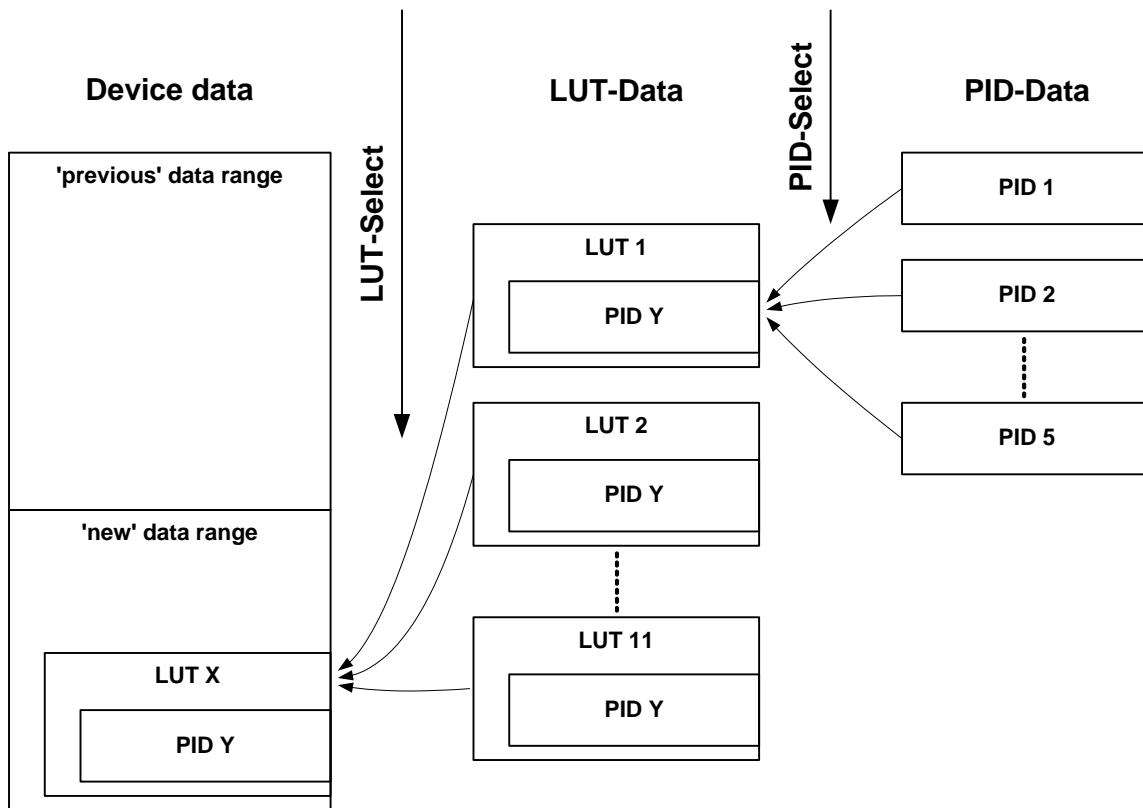 Device data
LUT-Data
PID-Data
LUT-Select
PID-Select
'previous' data range
'new' data range
LUT X
PID Y
LUT 1
PID Y
LUT 2
PID Y
LUT 11
PID Y
PID 1
PID 2
PID 5